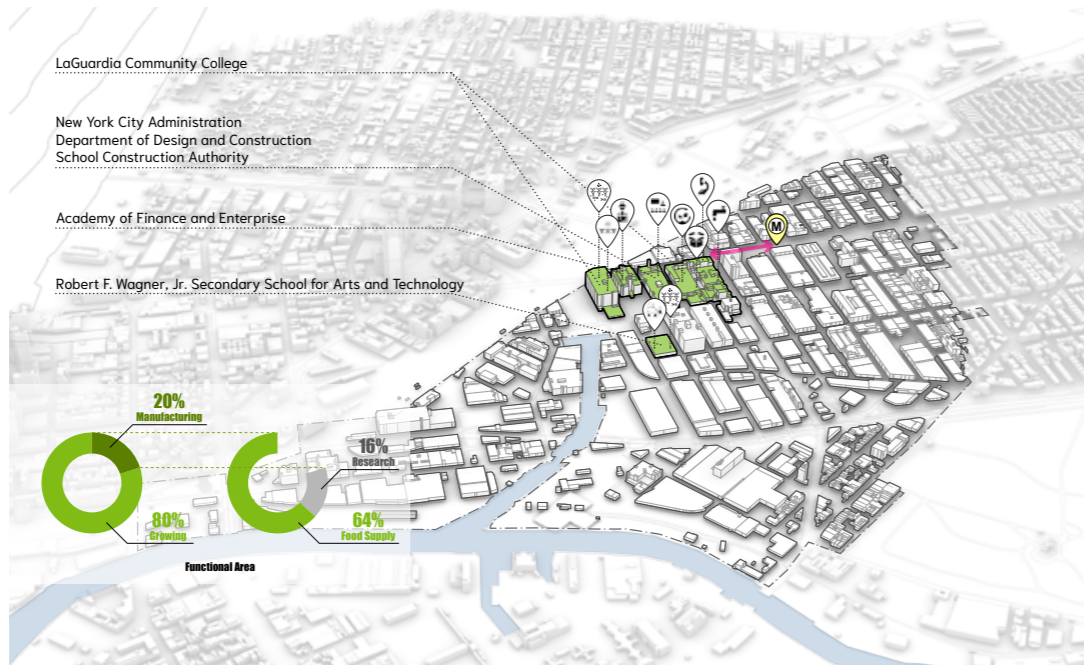 LaGuardia Community College
New York City Administration
Department of Design and Construction
School Construction Authority
Academy of Finance and Enterprise
Robert F. Wagner, Jr. Secondary School for Arts and Technology
M
20%
Manufacturing
16%
Research
80%
Growing
64%
Food Supply
Functional Area